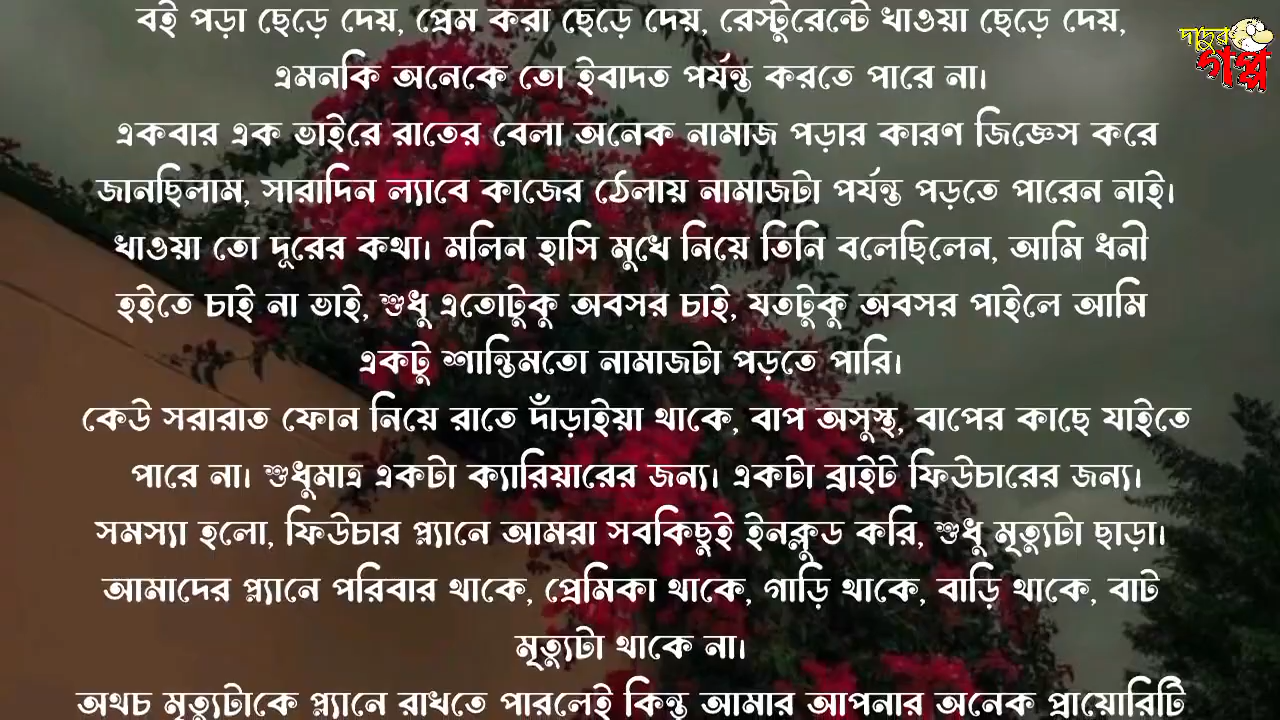 বই পড়া ছেড়ে দেয়, প্রেম করা ছেড়ে দেয়, রেস্টুরেন্টে খাওয়া ছেড়ে দেয়,
এমনকি অনেকে তো ইবাদত পর্যন্ত করতে পারে না।
একবার এক ভাইরে রাতের বেলা অনেক নামাজ পড়ার কারণ জিজ্ঞেস করে
জানছিলাম, সারাদিন ল্যাবে কাজের ঠেলায় নামাজটা পর্যন্ত পড়তে পারেন নাই।
খাওয়া তো দূরের কথা। মলিন হাসি মুখে নিয়ে তিনি বলেছিলেন, আমি ধনী
হইতে চাই না ভাই, শুধু এতোটুকু অবসর চাই, যতটুকু অবসর পাইলে আমি
একটু শান্তিমতো নামাজটা পড়তে পারি।
কেউ সরারাত ফোন নিয়ে রাতে দাঁড়াইয়া থাকে, বাপ অসুস্থ, বাপের কাছে যাইতে
পারে না। শুধুমাত্র একটা ক্যারিয়ারের জন্য। একটা ব্রাইট ফিউচারের জন্য।
সমস্যা হলো, ফিউচার প্ল্যানে আমরা সবকিছুই ইনক্লুড করি, শুধু মৃত্যুটা ছাড়া।
আমাদের প্ল্যানে পরিবার থাকে, প্রেমিকা থাকে, গাড়ি থাকে, বাড়ি থাকে, বাট
মৃত্যুটা থাকে না।
অথচ মৃত্যুটাকে প্ল্যানে রাখতে পারলেই কিন্তু আমার আপনার অনেক প্রায়োরিটি
দাদুর
গল্প